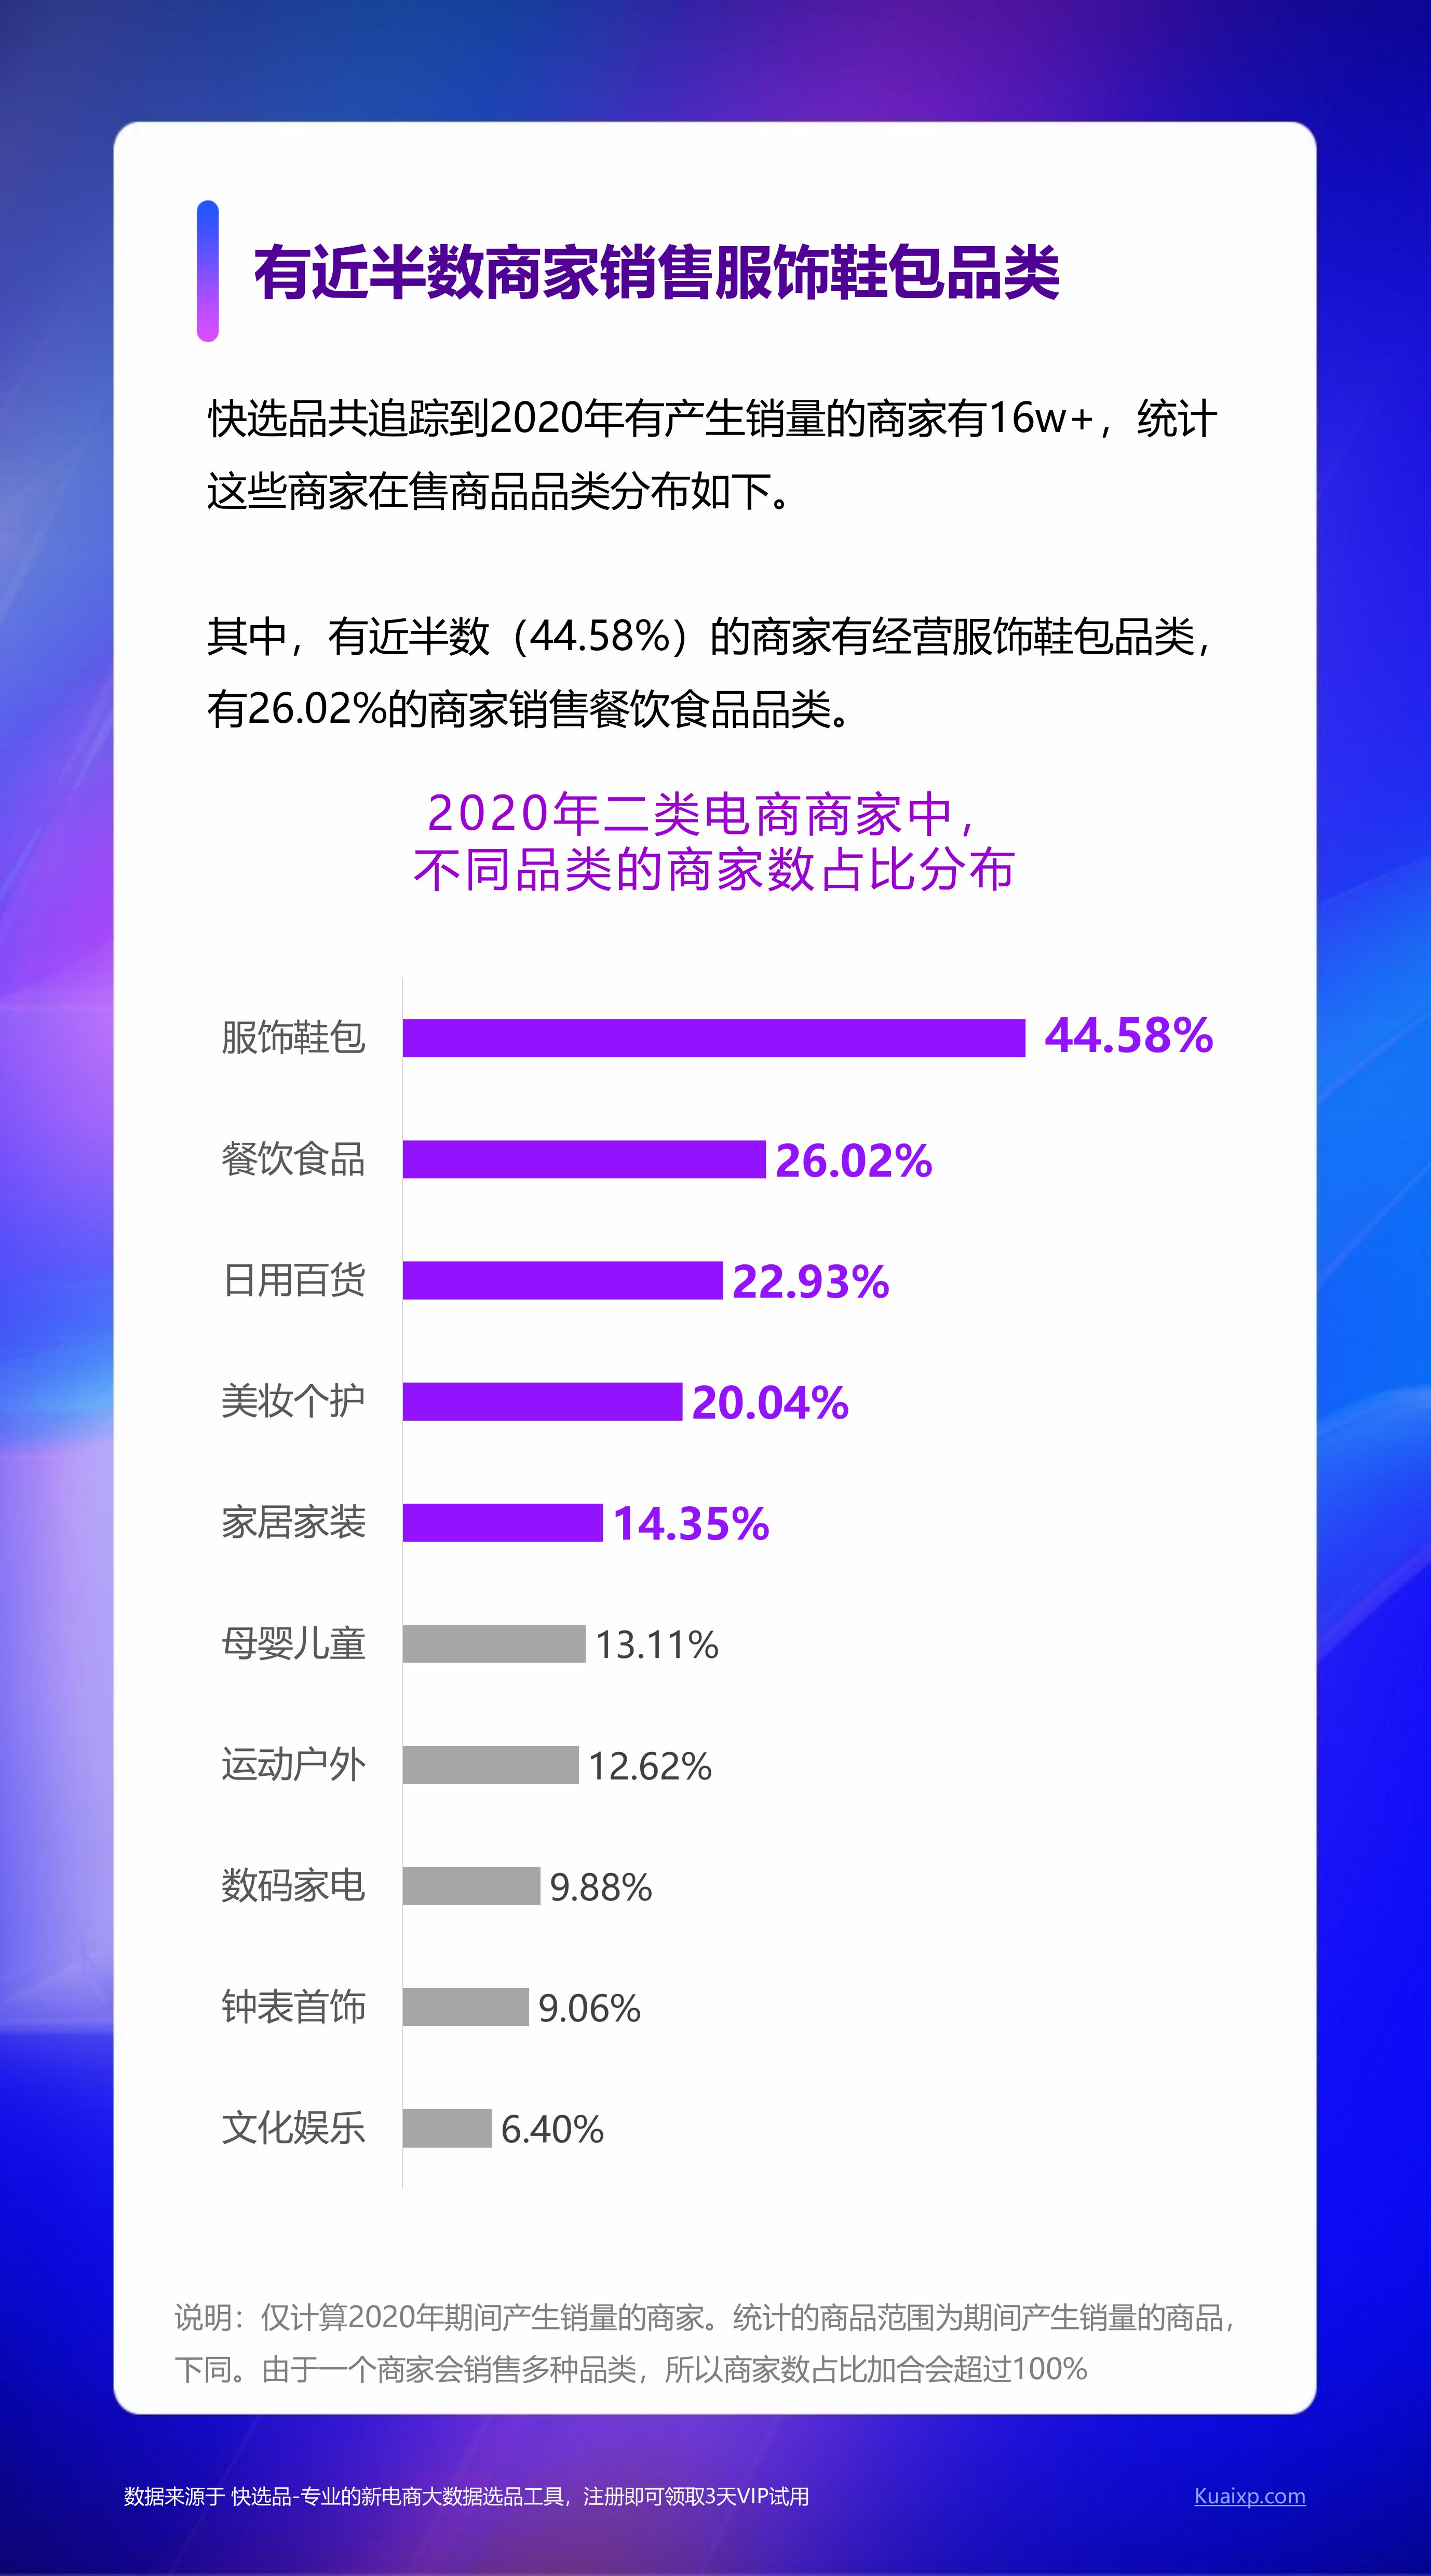 有近半数商家销售服饰鞋包品类
快选品共追踪到2020年有产生销量的商家有16w+，统计
这些商家在售商品品类分布如下。
其中，有近半数（44.58%）的商家有经营服饰鞋包品类，
有26.02%的商家销售餐饮食品品类。
2020年二类电商商家中，
不同品类的商家数占比分布
服饰鞋包 44.58%
餐饮食品 26.02%
日用百货 22.93%
美妆个护 20.04%
家居家装 14.35%
母婴儿童 13.11%
运动户外 12.62%
数码家电 9.88%
钟表首饰 9.06%
文化娱乐 6.40%
说明：仅计算2020年期间产生销量的商家。统计的商品范围为期间产生销量的商品，
下同。由于一个商家会销售多种品类，所以商家数占比加合会超过100%
数据来源于 快选品-专业的新电商大数据选品工具，注册即可领取3天VIP试用 Kuaixp.com